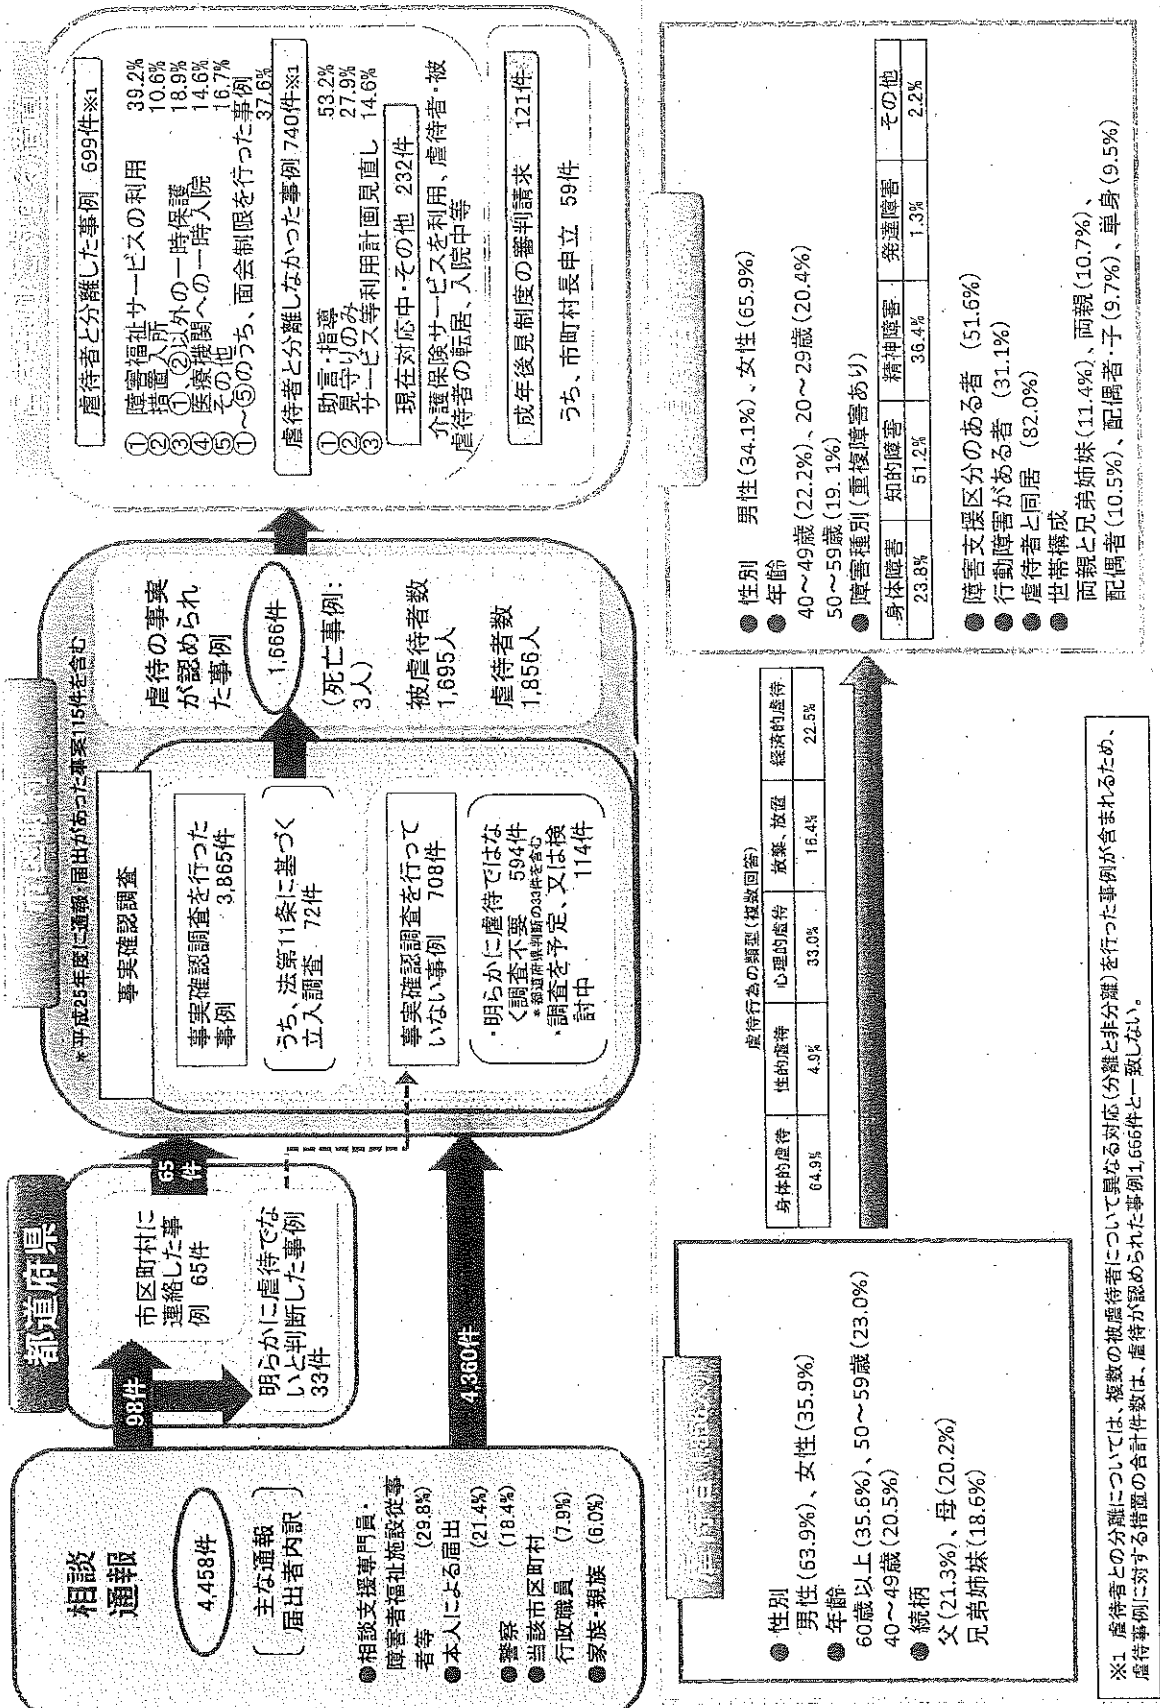 相談
通報
4,458件
主な通報
届出者内訳
●相談支援専門員・
障害者福祉施設従事
者等 (29.8%)
●本人による届出
(21.4%)
●警察 (18.4%)
●当該市区町村
行政職員 (7.9%)
●家族・親族 (6.0%)
都道府県
98件
市区町村に
連絡した事
例 65件
65
件
明らかに虐待でな
いと判断した事例
33件
4,360件
*平成25年度に通報・届出があった事案115件を含む
事実確認調査
事実確認調査を行った
事例 3,865件
うち、法第11条に基づく
立入調査 72件
事実確認調査を行って
いない事例 708件
・明らかに虐待ではな
く調査不要 594件
*都道府県判断の33件を含む
・調査を予定、又は検
討中 114件
虐待の事実
が認められ
た事例
1,666件
(死亡事例:
3人)
被虐待者数
1,695人
虐待者数
1,856人
虐待者と分離した事例 699件※1
① 障害福祉サービスの利用 39.2%
② 措置入所 10.6%
③ ①②以外の一時保護 18.9%
④ 医療機関への一時入院 14.6%
⑤ その他 16.7%
①~⑤のうち、面会制限を行った事例
37.6%
虐待者と分離しなかった事例 740件※1
① 助言・指導 53.2%
② 見守りのみ 27.9%
③ サービス等利用計画見直し 14.6%
現在対応中・その他 232件
介護保険サービスを利用、虐待者・被
虐待者の転居、入院中等
成年後見制度の審判請求 121件
うち、市町村長申立 59件
● 性別
男性(63.9%)、女性(35.9%)
● 年齢
60歳以上(35.6%)、50~59歳(23.0%)
40~49歳(20.5%)
● 続柄
父(21.3%)、母(20.2%)
兄弟姉妹(18.6%)
虐待行為の類型(複数回答)
身体的虐待 性的虐待 心理的虐待 放棄、放置 経済的虐待
64.9% 4.9% 33.0% 16.4% 22.5%
● 性別 男性(34.1%)、女性(65.9%)
● 年齢
40~49歳(22.2%)、20~29歳(20.4%)
50~59歳(19.1%)
● 障害種別(重複障害あり)
身体障害 知的障害 精神障害 発達障害 その他
23.8% 51.2% 36.4% 1.3% 2.2%
● 障害支援区分のある者 (51.6%)
● 行動障害がある者 (31.1%)
● 虐待者と同居 (82.0%)
● 世帯構成
両親と兄弟姉妹(11.4%)、両親(10.7%)、
配偶者(10.5%)、配偶者・子(9.7%)、単身(9.5%)
※1 虐待者との分離については、複数の被虐待者について異なる対応(分離と非分離)を行った事例が含まれるため、
虐待事例に対する措置の合計件数は、虐待が認められた事例1,666件と一致しない。